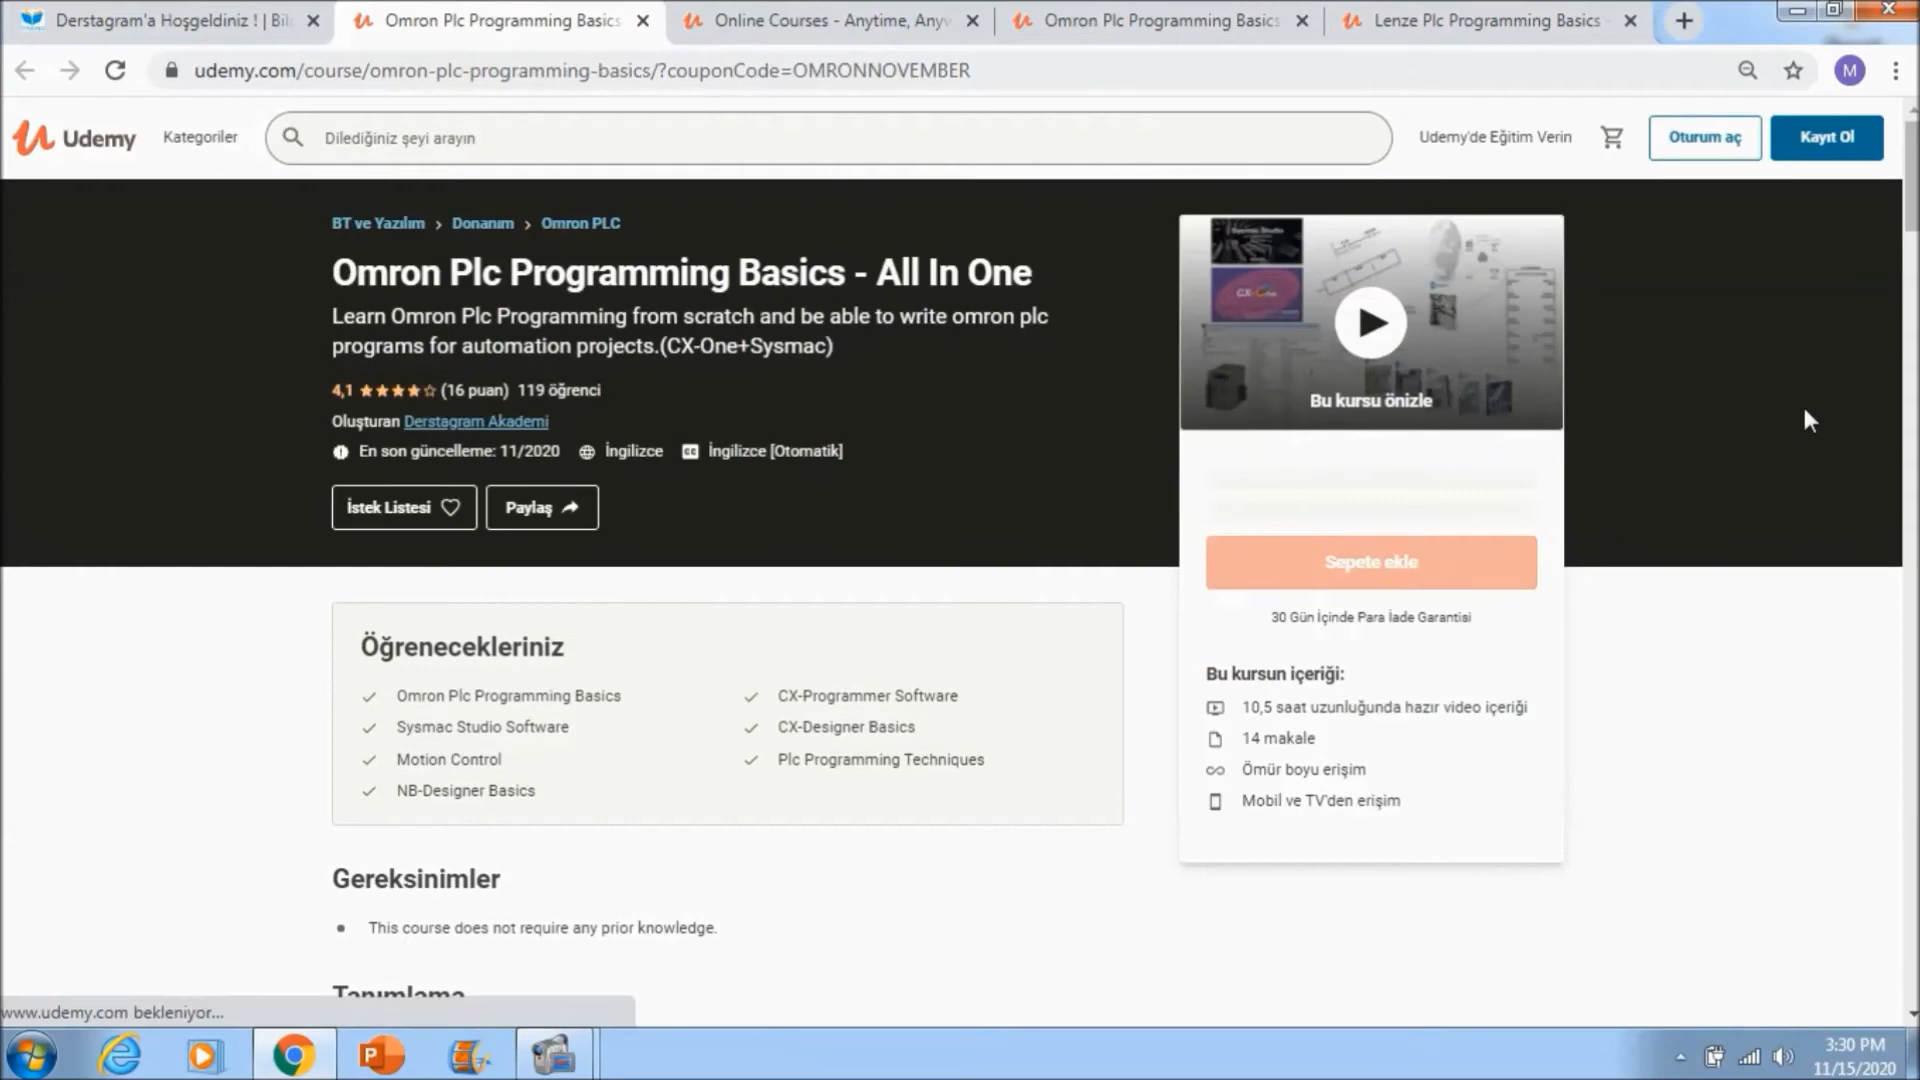 Derstagram'a Hoşgeldiniz ! | Bil
Omron Plc Programming Basics
Online Courses - Anytime, Anyw
Omron Plc Programming Basics
Lenze Plc Programming Basics -
udemy.com/course/omron-plc-programming-basics/?couponCode=OMRONNOVEMBER
M
Udemy
Kategoriler
Dilediğiniz şeyi arayın
Udemy'de Eğitim Verin
Oturum aç
Kayıt Ol
BT ve Yazılım > Donanım > Omron PLC
Omron Plc Programming Basics - All In One
Learn Omron Plc Programming from scratch and be able to write omron plc
programs for automation projects.(CX-One+Sysmac)
4,1 (16 puan) 119 öğrenci
Oluşturan Derstagram Akademi
En son güncelleme: 11/2020 İngilizce İngilizce [Otomatik]
İstek Listesi
Paylaş
Sysmac Studio
CX-One
Bu kursu önizle
Sepete ekle
30 Gün İçinde Para İade Garantisi
Bu kursun içeriği:
10,5 saat uzunluğunda hazır video içeriği
14 makale
Ömür boyu erişim
Mobil ve TV'den erişim
Öğrenecekleriniz
Omron Plc Programming Basics
CX-Programmer Software
Sysmac Studio Software
CX-Designer Basics
Motion Control
Plc Programming Techniques
NB-Designer Basics
Gereksinimler
This course does not require any prior knowledge.
Tanımlama
www.udemy.com bekleniyor...
3:30 PM
11/15/2020